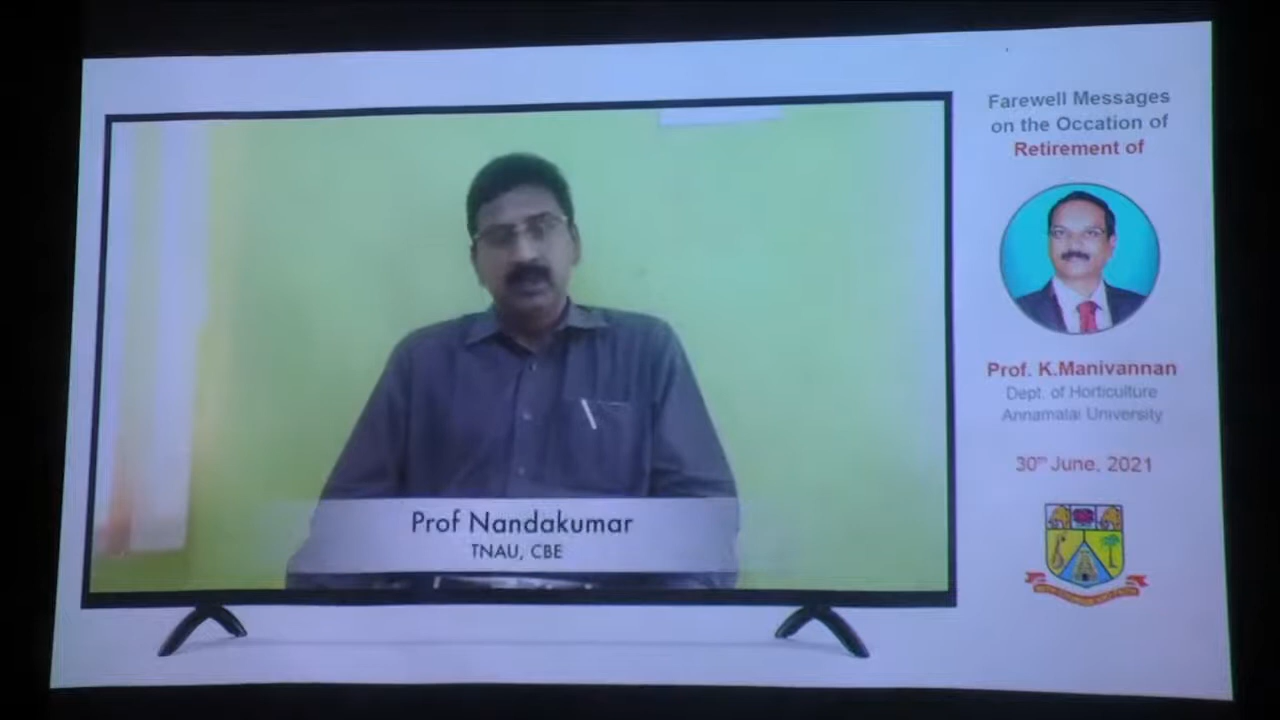 Farewell Messages
on the Occation of
Retirement of
Prof. K.Manivannan
Dept. of Horticulture
Annamalai University
30th June, 2021
Prof Nandakumar
TNAU, CBE